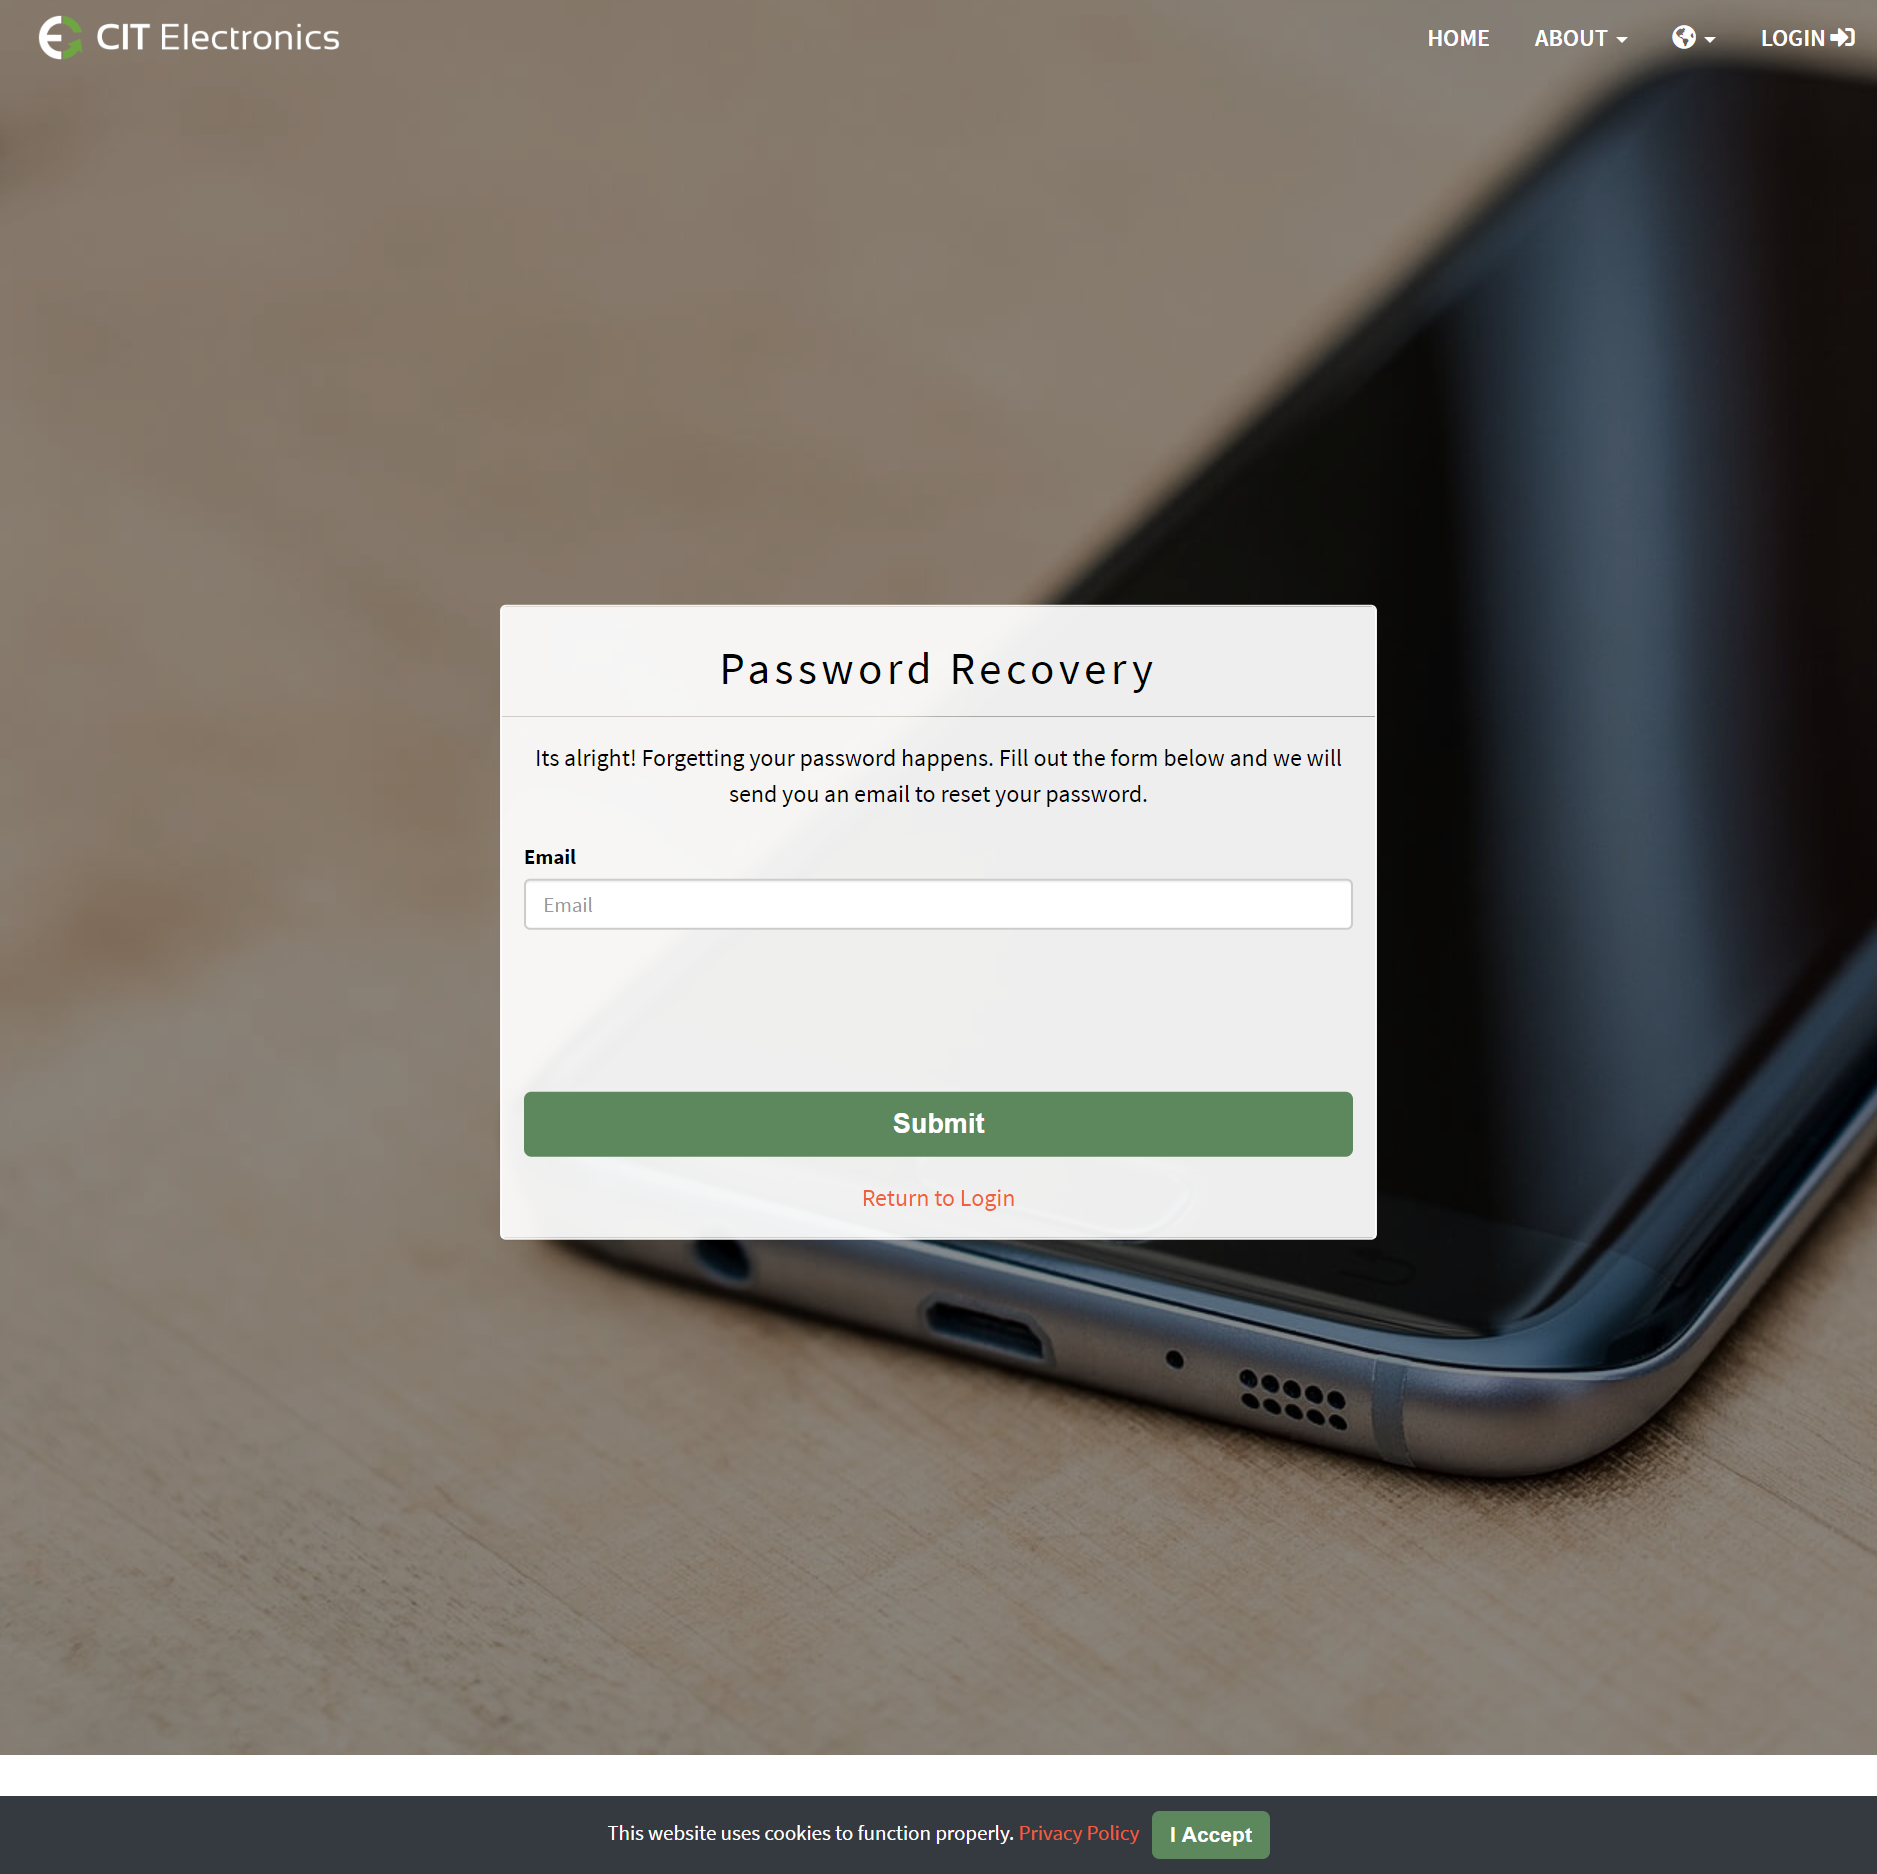 CIT Electronics
HOME
ABOUT
LOGIN
Password Recovery
Its alright! Forgetting your password happens. Fill out the form below and we will
send you an email to reset your password.
Email
Email
Submit
Return to Login
This website uses cookies to function properly. Privacy Policy
I Accept